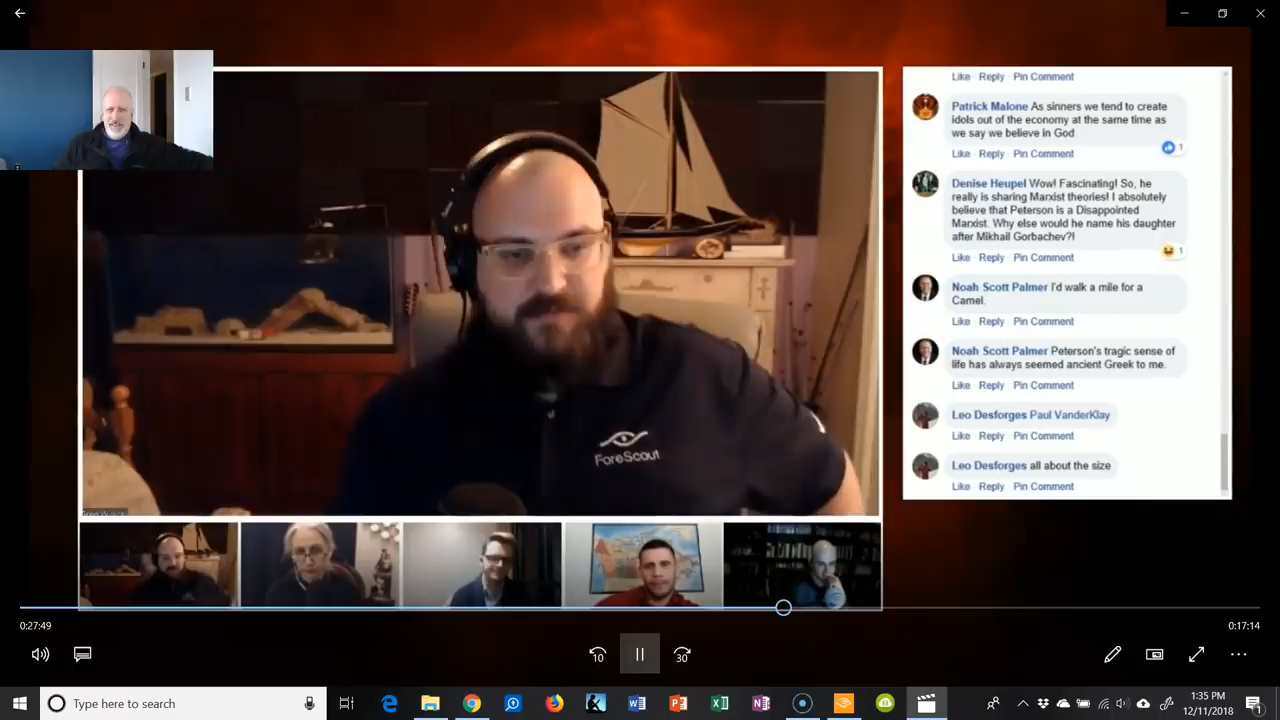 Like Reply Pin Comment
Patrick Malone As sinners we tend to create
idols out of the economy at the same time as
we say we believe in God
1
Like Reply Pin Comment
Denise Heupel Wow! Fascinating! So, he
really is sharing Marxist theories! I absolutely
believe that Peterson is a Disappointed
Marxist. Why else would he name his daughter
after Mikhail Gorbachev?!
1
Like Reply Pin Comment
Noah Scott Palmer I'd walk a mile for a
Camel.
Like Reply Pin Comment
Noah Scott Palmer Peterson's tragic sense of
life has always seemed ancient Greek to me.
Like Reply Pin Comment
Leo Desforges Paul VanderKlay
Like Reply Pin Comment
Leo Desforges all about the size
Like Reply Pin Comment
ForeScout
0:27:49
0:17:14
10
30
Type here to search
1:35 PM
12/11/2018